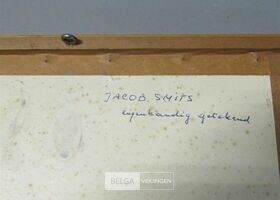 JACOB SMITS
eigenhandig getekend
BELGA VEILINGEN